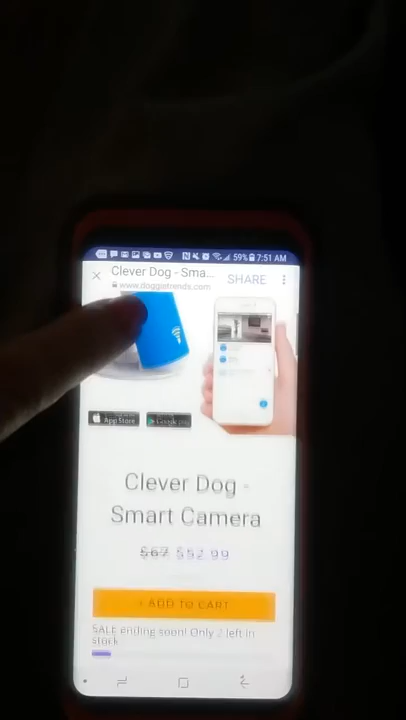 59% 7:51 AM
Clever Dog - Sma...
SHARE
www.doggietrends.com
App Store
Google play
Clever Dog -
Smart Camera
$67 $52.99
ADD TO CART
SALE ending soon! Only 2 left in
stock